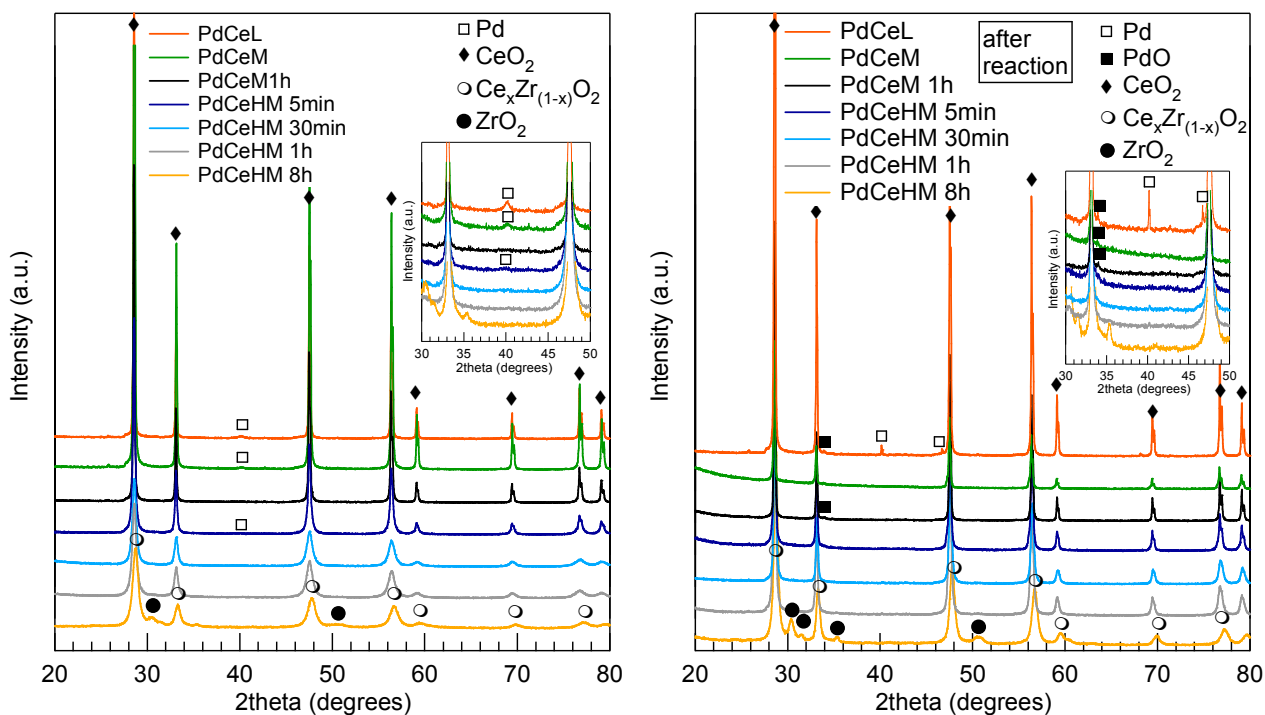 PdCeL
PdCeM
PdCeM1h
PdCeHM 5min
PdCeHM 30min
PdCeHM 1h
PdCeHM 8h
Pd
CeO2
CexZr(1-x)O2
ZrO2
Intensity (a.u.)
Intensity (a.u.)
30 35 40 45 50
2theta (degrees)
20 30 40 50 60 70 80
2theta (degrees)
PdCeL
PdCeM
PdCeM 1h
PdCeHM 5min
PdCeHM 30min
PdCeHM 1h
PdCeHM 8h
after
reaction
Pd
PdO
CeO2
CexZr(1-x)O2
ZrO2
Intensity (a.u.)
Intensity (a.u.)
30 35 40 45 50
2theta (degrees)
20 30 40 50 60 70 80
2theta (degrees)